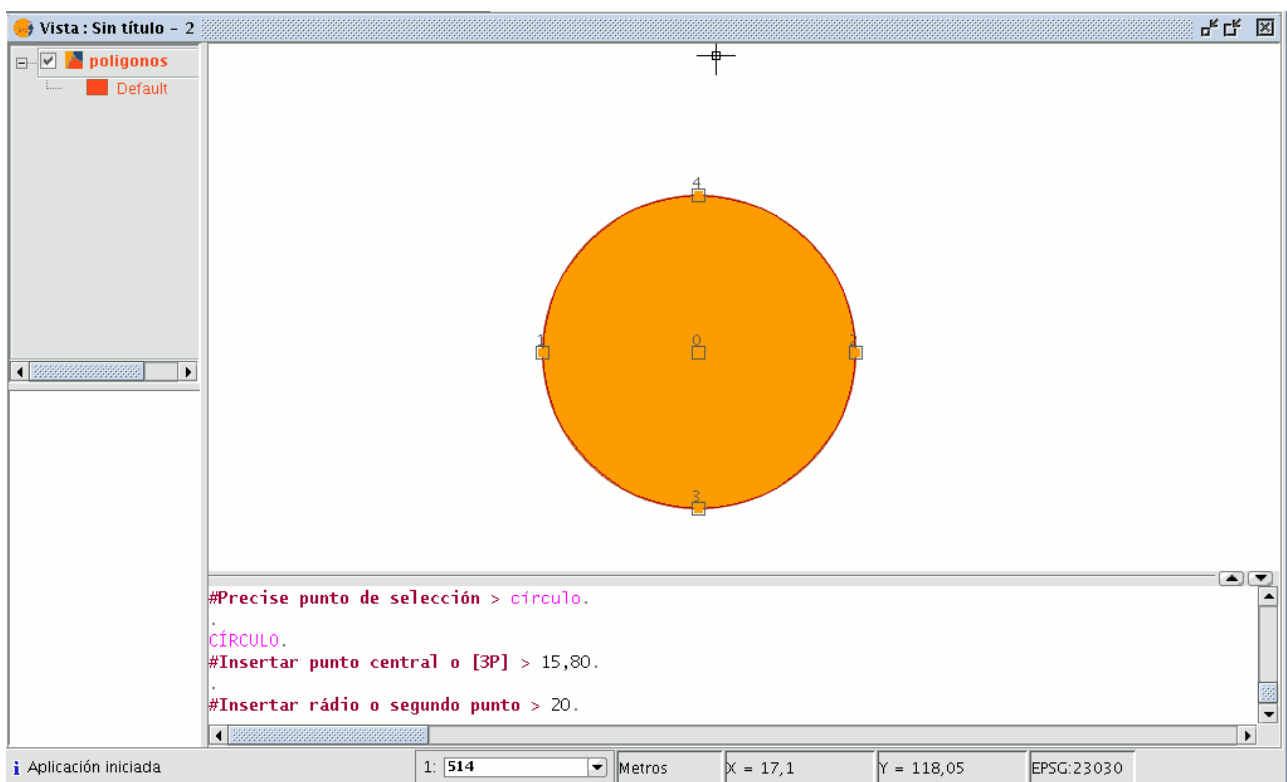 Vista : Sin título - 2
poligonos
Default
4
1
0
2
3
#Precise punto de selección > círculo.
.
CÍRCULO.
#Insertar punto central o [3P] > 15,80.
.
#Insertar rádio o segundo punto > 20.
i Aplicación iniciada
1: 514
Metros
X = 17,1
Y = 118,05
EPSG:23030